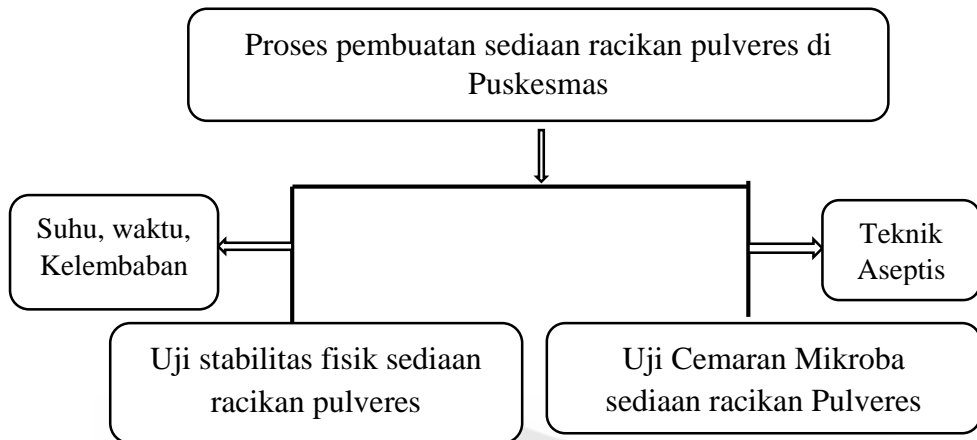 Proses pembuatan sediaan racikan pulveres di
Puskesmas
Suhu, waktu,
Kelembaban
Teknik
Aseptis
Uji stabilitas fisik sediaan
racikan pulveres
Uji Cemaran Mikroba
sediaan racikan Pulveres